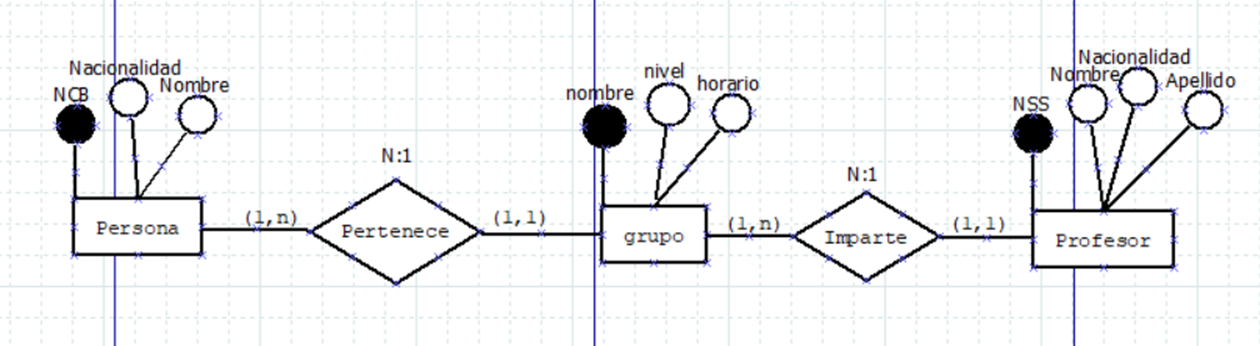 NCB
Nacionalidad
Nombre
Persona
(1,n)
N:1
Pertenece
(1,1)
nombre
nivel
horario
grupo
(1,n)
N:1
Imparte
(1,1)
NSS
Nombre
Nacionalidad
Apellido
Profesor